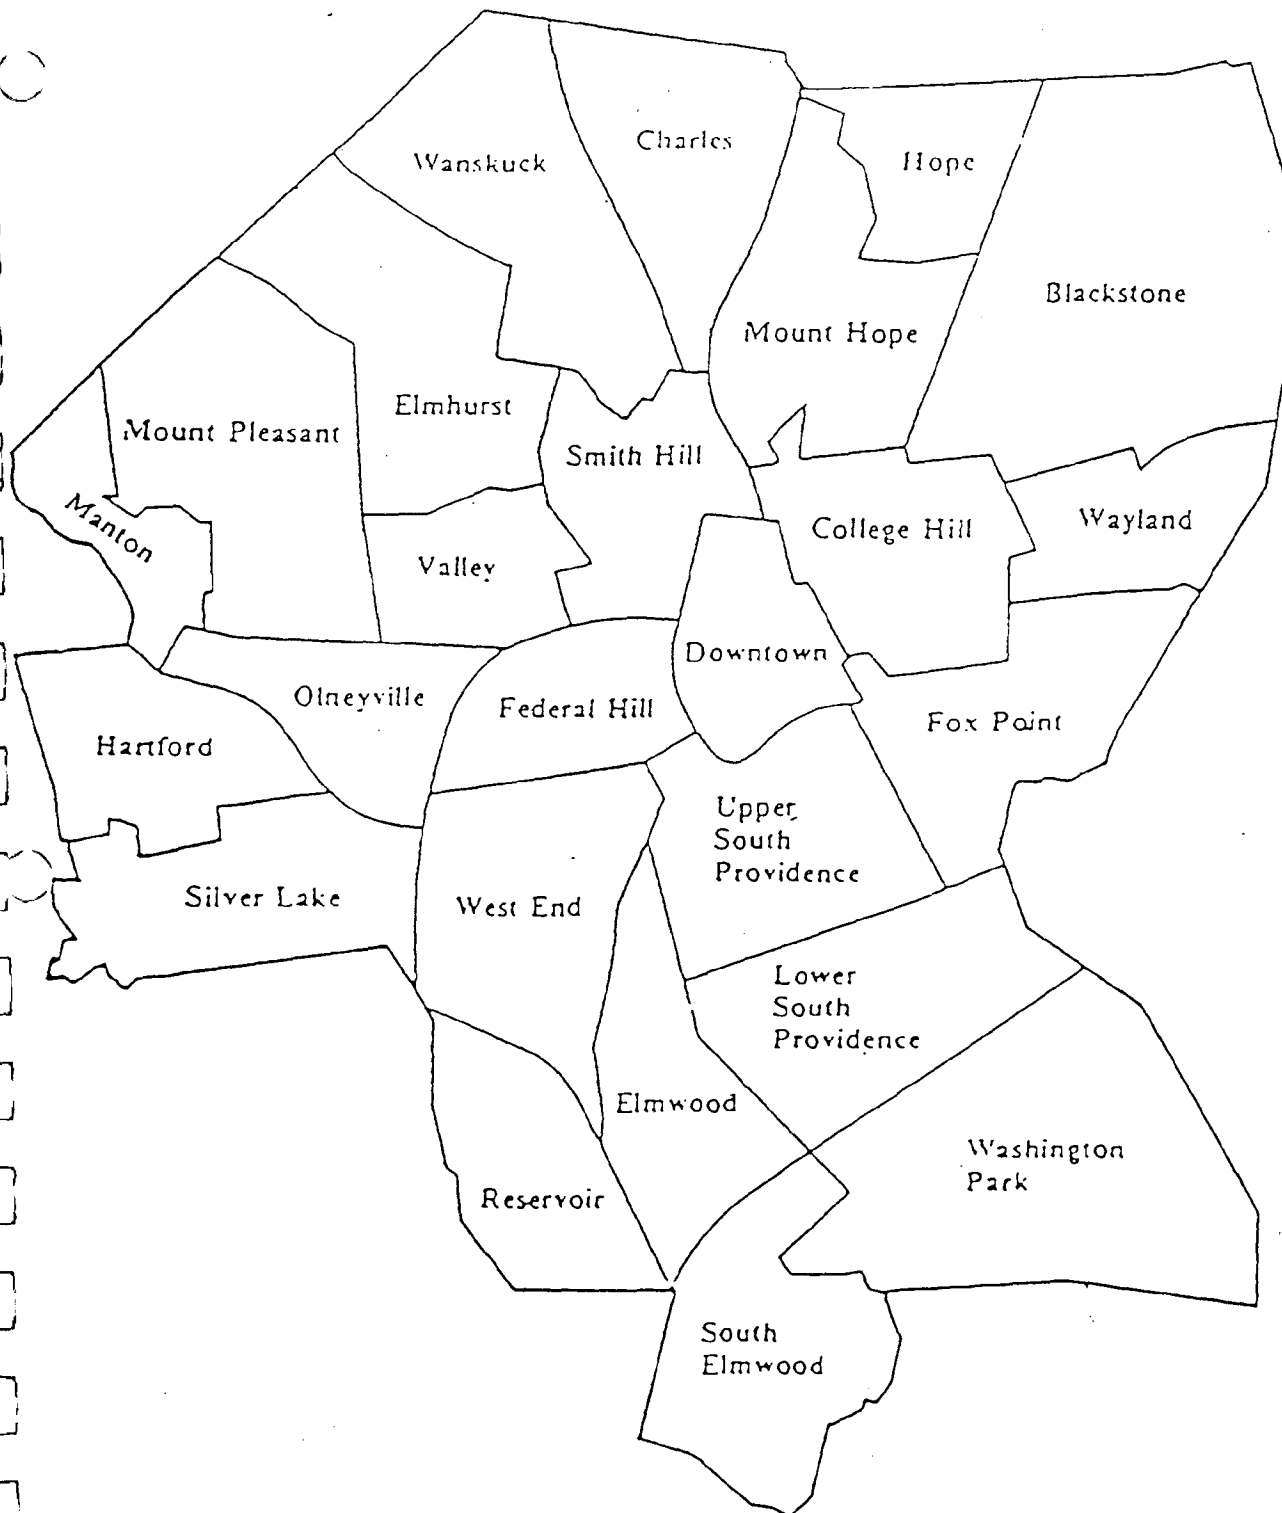 Charles
Wanskuck
Hope
Blackstone
Mount Hope
Elmhurst
Mount Pleasant
Smith Hill
Manton
College Hill
Wayland
Valley
Downtown
Olneyville
Federal Hill
Fox Point
Hartford
Upper
South
Providence
Silver Lake
West End
Lower
South
Providence
Elmwood
Washington
Park
Reservoir
South
Elmwood